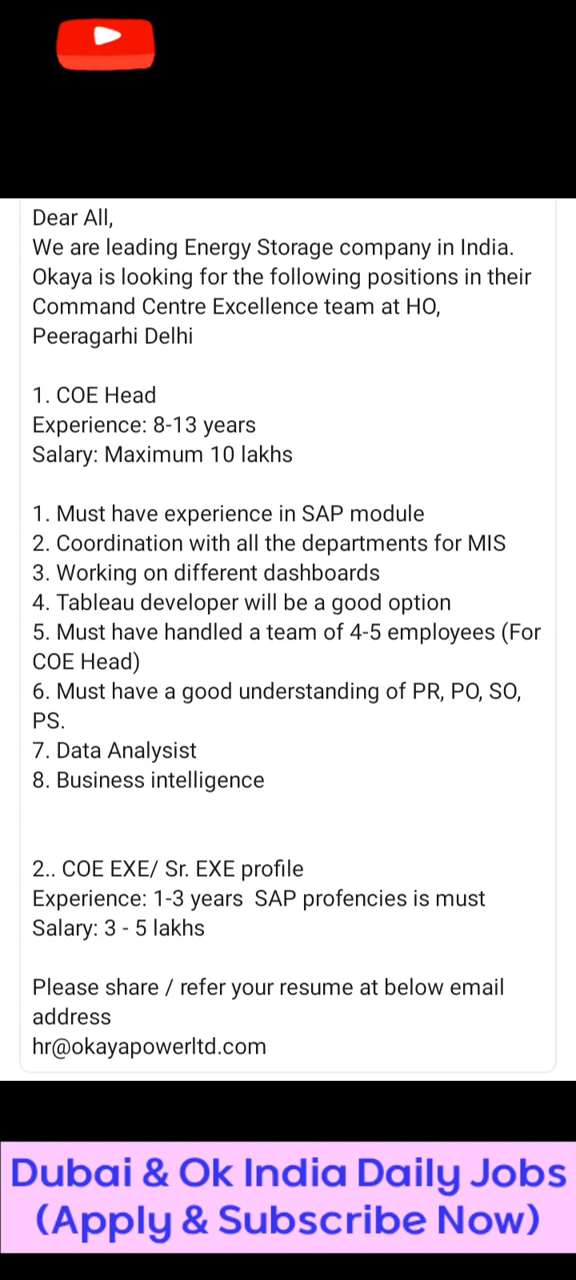 Dear All,
We are leading Energy Storage company in India.
Okaya is looking for the following positions in their
Command Centre Excellence team at HO,
Peeragarhi Delhi
1. COE Head
Experience: 8-13 years
Salary: Maximum 10 lakhs
1. Must have experience in SAP module
2. Coordination with all the departments for MIS
3. Working on different dashboards
4. Tableau developer will be a good option
5. Must have handled a team of 4-5 employees (For
COE Head)
6. Must have a good understanding of PR, PO, SO,
PS.
7. Data Analysist
8. Business intelligence
2.. COE EXE/ Sr. EXE profile
Experience: 1-3 years  SAP profencies is must
Salary: 3 - 5 lakhs
Please share / refer your resume at below email
address
hr@okayapowerltd.com
Dubai & Ok India Daily Jobs
(Apply & Subscribe Now)